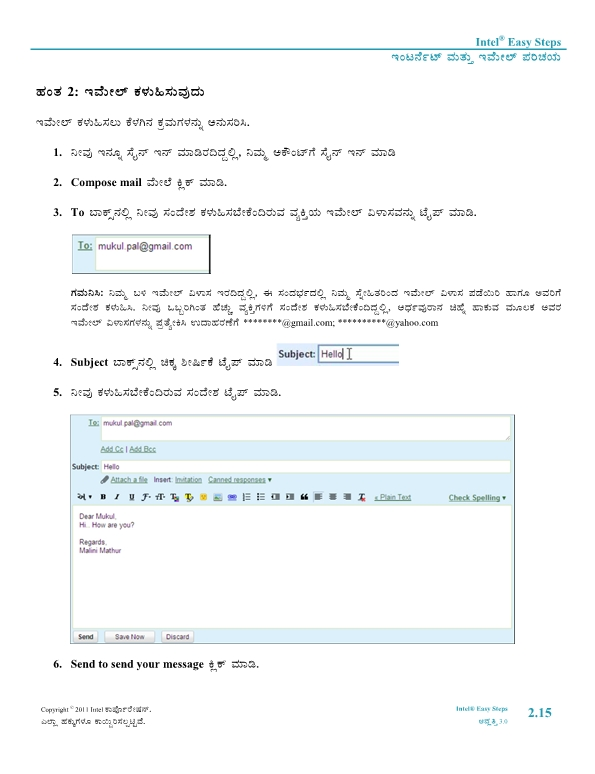 Intel® Easy Steps
ಇಂಟರ್ನೆಟ್ ಮತ್ತು ಇಮೇಲ್ ಪರಿಚಯ
ಹಂತ 2: ಇಮೇಲ್ ಕಳುಹಿಸುವುದು
ಇಮೇಲ್ ಕಳುಹಿಸಲು ಕೆಳಗಿನ ಕ್ರಮಗಳನ್ನು ಅನುಸರಿಸಿ.
1. ನೀವು ಇನ್ನೂ ಸೈನ್ ಇನ್ ಮಾಡಿರದಿದ್ದಲ್ಲಿ, ನಿಮ್ಮ ಅಕೌಂಟ್‌ಗೆ ಸೈನ್ ಇನ್ ಮಾಡಿ
2. Compose mail ಮೇಲೆ ಕ್ಲಿಕ್ ಮಾಡಿ.
3. To ಬಾಕ್ಸ್‌ನಲ್ಲಿ ನೀವು ಸಂದೇಶ ಕಳುಹಿಸಬೇಕೆಂದಿರುವ ವ್ಯಕ್ತಿಯ ಇಮೇಲ್ ವಿಳಾಸವನ್ನು ಟೈಪ್ ಮಾಡಿ.
To: mukul.pal@gmail.com
ಗಮನಿಸಿ: ನಿಮ್ಮ ಬಳಿ ಇಮೇಲ್ ವಿಳಾಸ ಇರದಿದ್ದಲ್ಲಿ, ಈ ಸಂದರ್ಭದಲ್ಲಿ ನಿಮ್ಮ ಸ್ನೇಹಿತರಿಂದ ಇಮೇಲ್ ವಿಳಾಸ ಪಡೆಯಿರಿ ಹಾಗೂ ಅವರಿಗೆ
ಸಂದೇಶ ಕಳುಹಿಸಿ. ನೀವು ಒಬ್ಬರಿಗಿಂತ ಹೆಚ್ಚು ವ್ಯಕ್ತಿಗಳಿಗೆ ಸಂದೇಶ ಕಳುಹಿಸಬೇಕೆಂದಿದ್ದಲ್ಲಿ, ಅರ್ಧವಿರಾಮ ಚಿಹ್ನೆ ಹಾಕುವ ಮೂಲಕ ಅವರ
ಇಮೇಲ್ ವಿಳಾಸಗಳನ್ನು ಪ್ರತ್ಯೇಕಿಸಿ ಉದಾಹರಣೆಗೆ ********@gmail.com; **********@yahoo.com
4. Subject ಬಾಕ್ಸ್‌ನಲ್ಲಿ ಚಿಕ್ಕ ಶೀರ್ಷಿಕೆ ಟೈಪ್ ಮಾಡಿ Subject: Hello
5. ನೀವು ಕಳುಹಿಸಬೇಕೆಂದಿರುವ ಸಂದೇಶ ಟೈಪ್ ಮಾಡಿ.
To: mukul.pal@gmail.com
Add Cc | Add Bcc
Subject: Hello
Attach a file Insert: Invitation Canned responses ▾
B I U « Plain Text Check Spelling ▾
Dear Mukul,
Hi.. How are you?
Regards,
Malini Mathur
Send Save Now Discard
6. Send to send your message ಕ್ಲಿಕ್ ಮಾಡಿ.
Copyright © 2011 Intel ಕಾರ್ಪೊರೇಷನ್.
ಎಲ್ಲಾ ಹಕ್ಕುಗಳೂ ಕಾಯ್ದಿರಿಸಲ್ಪಟ್ಟಿವೆ.
Intel® Easy Steps
ಆವೃತ್ತಿ 3.0
2.15